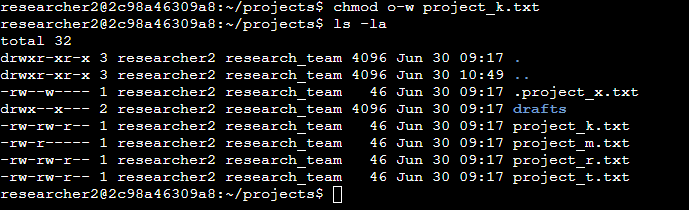 researcher2@2c98a46309a8:~/projects$ chmod o-w project_k.txt
researcher2@2c98a46309a8:~/projects$ ls -la
total 32
drwxr-xr-x 3 researcher2 research_team 4096 Jun 30 09:17 .
drwxr-xr-x 3 researcher2 research_team 4096 Jun 30 10:49 ..
-rw--w---- 1 researcher2 research_team   46 Jun 30 09:17 .project_x.txt
drwx--x--- 2 researcher2 research_team 4096 Jun 30 09:17 drafts
-rw-rw-r-- 1 researcher2 research_team   46 Jun 30 09:17 project_k.txt
-rw-r----- 1 researcher2 research_team   46 Jun 30 09:17 project_m.txt
-rw-rw-r-- 1 researcher2 research_team   46 Jun 30 09:17 project_r.txt
-rw-rw-r-- 1 researcher2 research_team   46 Jun 30 09:17 project_t.txt
researcher2@2c98a46309a8:~/projects$